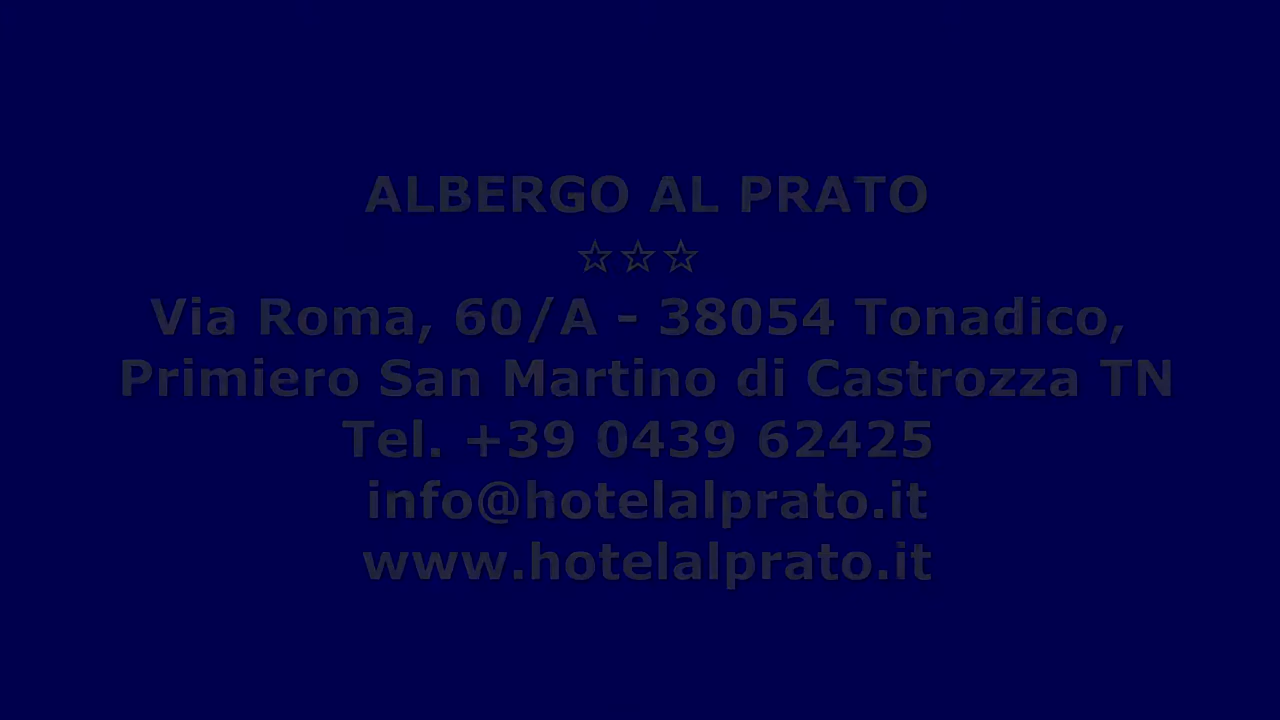 ALBERGO AL PRATO
☆☆☆
Via Roma, 60/A - 38054 Tonadico,
Primiero San Martino di Castrozza TN
Tel. +39 0439 62425
info@hotelalprato.it
www.hotelalprato.it